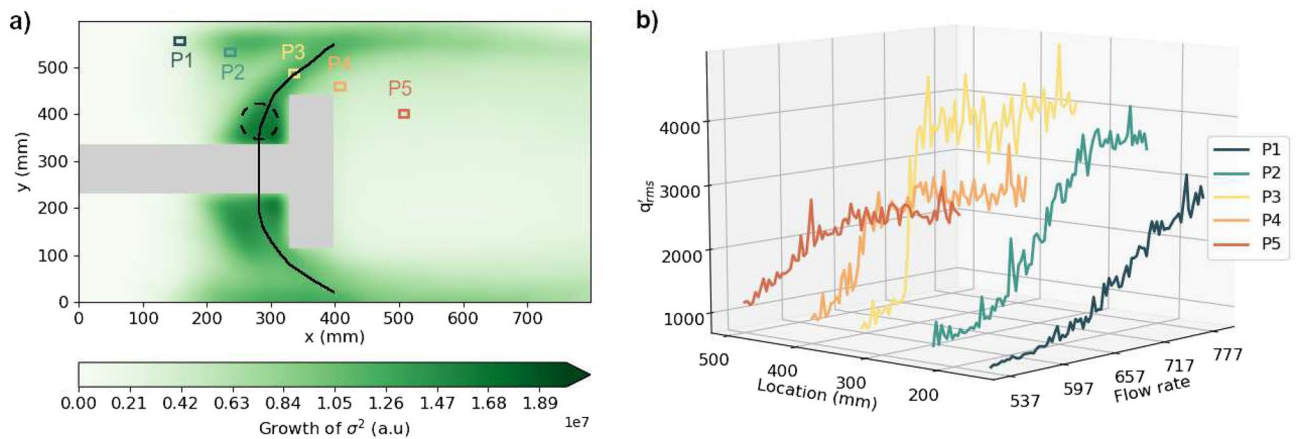 a)
P1
P2
P3
P4
P5
500
400
300
200
100
0
y (mm)
0 100 200 300 400 500 600 700
x (mm)
0.00 0.21 0.42 0.63 0.84 1.05 1.26 1.47 1.68 1.89
1e7
Growth of σ² (a.u)
b)
4000
3000
2000
1000
q′rms
500 400 300 200
Location (mm)
537 597 657 717 777
Flow rate
P1
P2
P3
P4
P5